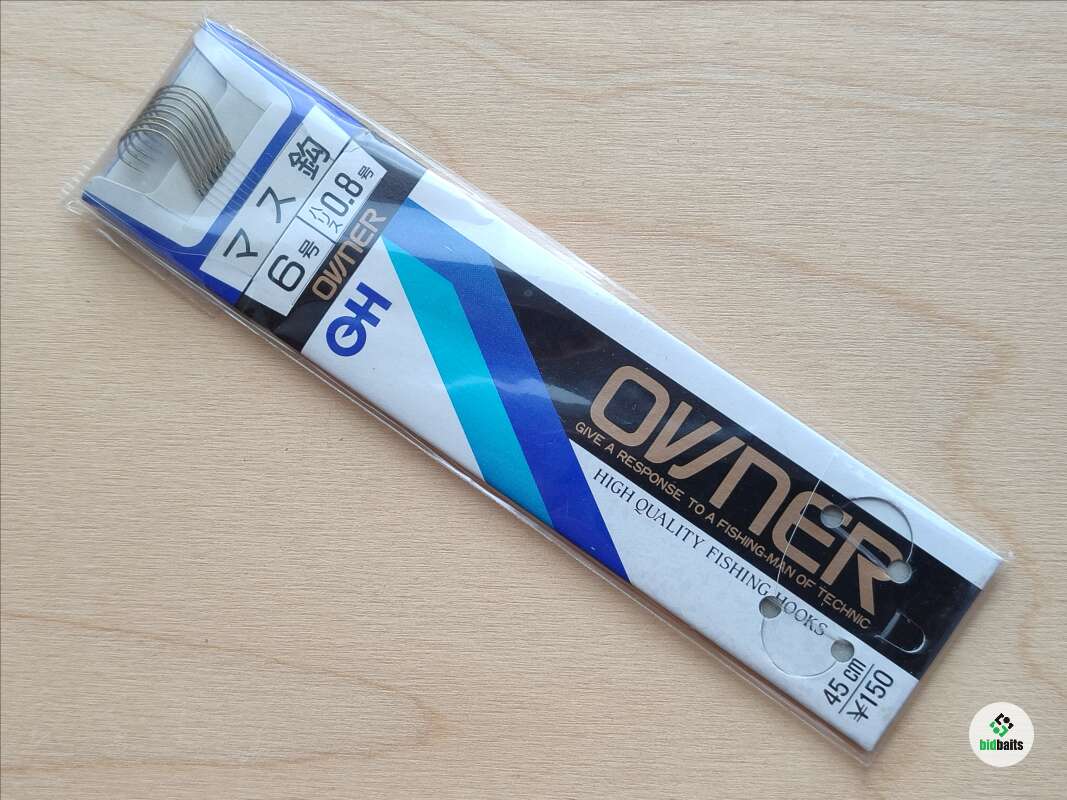 マス鈎
6号
ハリス0.8号
OWNER
OH
OWNER
GIVE A RESPONSE TO A FISHING-MAN OF TECHNIC
HIGH QUALITY FISHING HOOKS
45cm
¥150
bidbaits